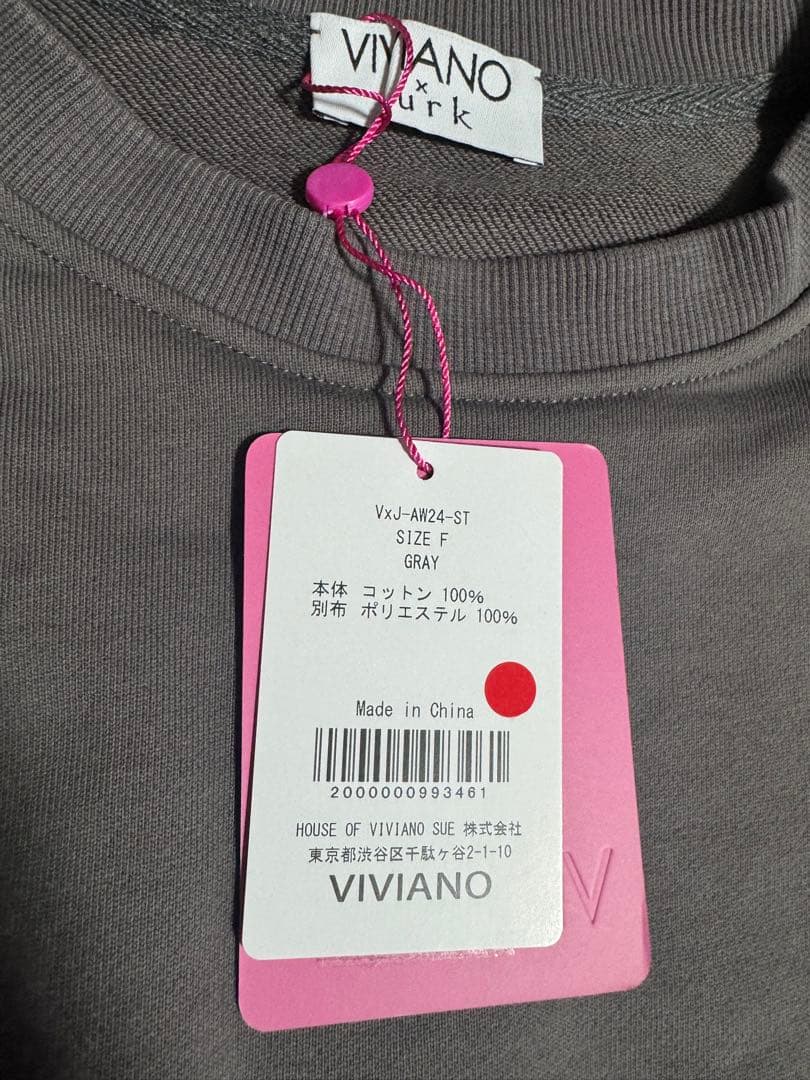 VIVIANO
×
urk
VxJ-AW24-ST
SIZE F
GRAY
本体 コットン 100%
別布 ポリエステル 100%
Made in China
2000000993461
HOUSE OF VIVIANO SUE 株式会社
東京都渋谷区千駄ヶ谷2-1-10
VIVIANO
V